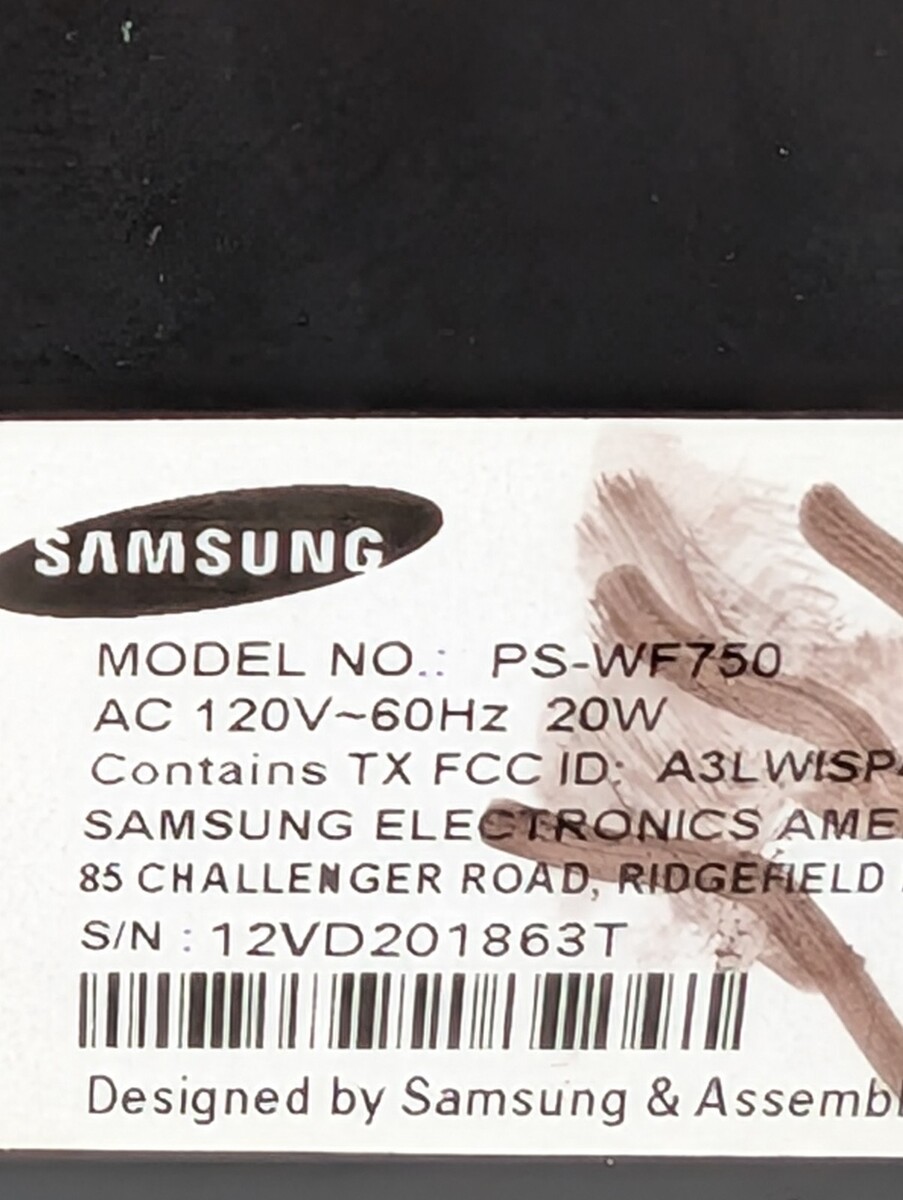 SAMSUNG
MODEL NO.: PS-WF750
AC 120V~60Hz 20W
Contains TX FCC ID: A3LWISP
SAMSUNG ELECTRONICS AME
85 CHALLENGER ROAD, RIDGEFIELD
S/N : 12VD201863T
Designed by Samsung & Assembl